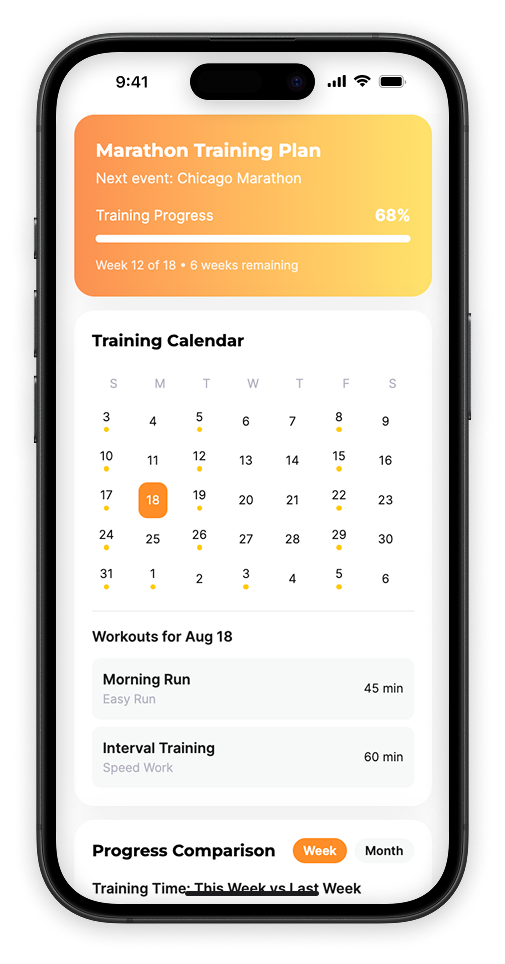 9:41
Marathon Training Plan
Next event: Chicago Marathon
Training Progress 68%
Week 12 of 18 • 6 weeks remaining
Training Calendar
S M T W T F S
3 4 5 6 7 8 9
10 11 12 13 14 15 16
17 18 19 20 21 22 23
24 25 26 27 28 29 30
31 1 2 3 4 5 6
Workouts for Aug 18
Morning Run 45 min
Easy Run
Interval Training 60 min
Speed Work
Progress Comparison Week Month
Training Time: This Week vs Last Week